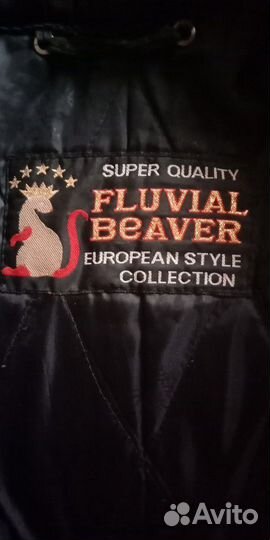 SUPER QUALITY
FLUVIAL
BEAVER
EUROPEAN STYLE
COLLECTION
Avito